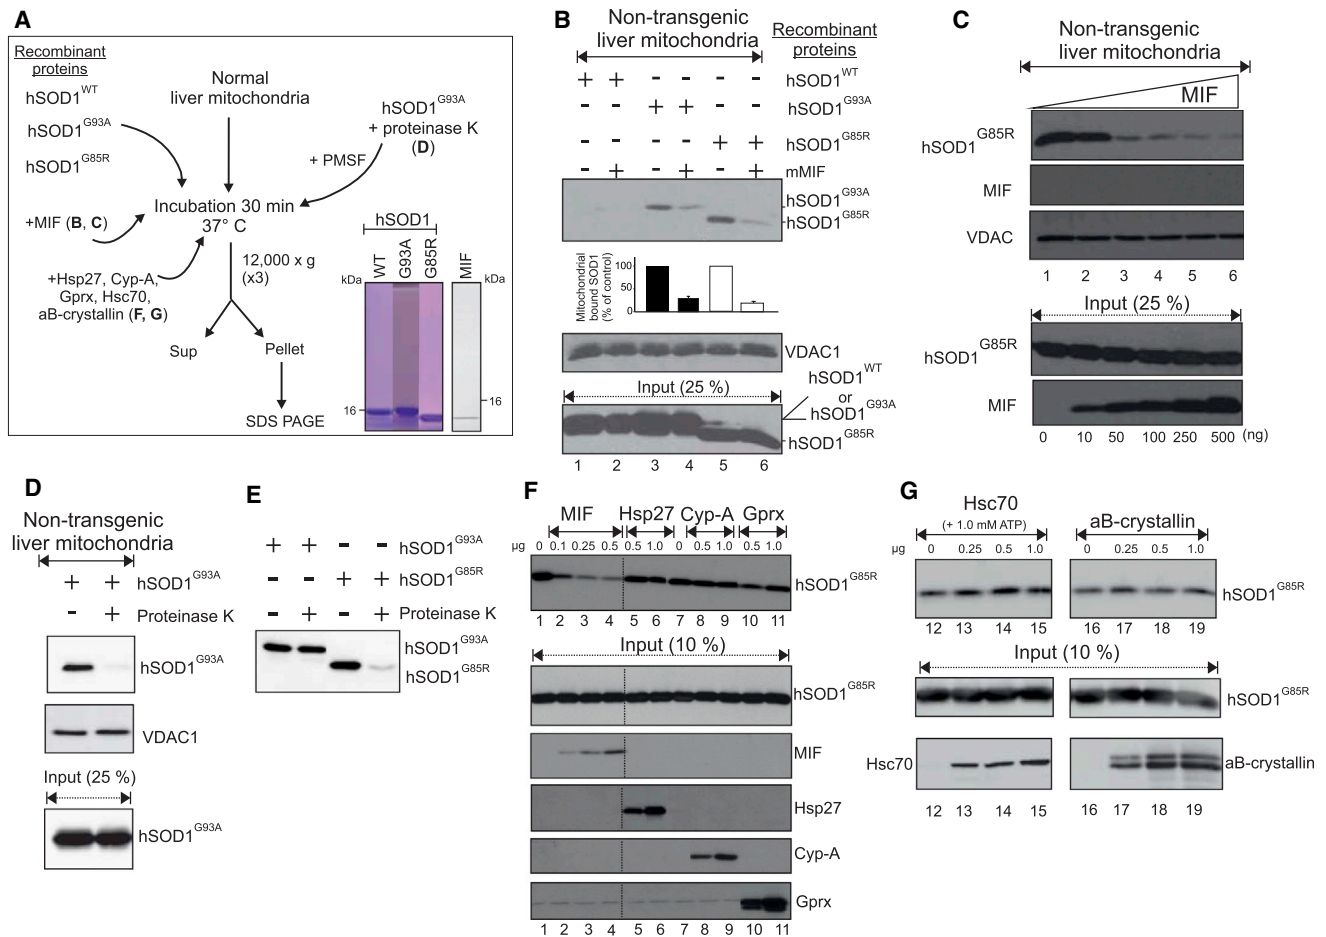 A
Recombinant
proteins
hSOD1WT
hSOD1G93A
hSOD1G85R
Normal
liver mitochondria
hSOD1G93A
+ proteinase K
(D)
+ PMSF
Incubation 30 min
37° C
+MIF (B, C)
+Hsp27, Cyp-A,
Gprx, Hsc70,
aB-crystallin (F, G)
12,000 x g
(x3)
Sup
Pellet
SDS PAGE
hSOD1
kDa
WT
G93A
G85R
MIF
kDa
16
16
B
Non-transgenic
liver mitochondria
Recombinant
proteins
+ + - - - - hSOD1WT
- - + + - - hSOD1G93A
- - - - + + hSOD1G85R
- + - + - + mMIF
hSOD1G93A
hSOD1G85R
Mitochondrial
bound SOD1
(% of control)
100
50
0
VDAC1
Input (25 %)
hSOD1WT
or
hSOD1G93A
hSOD1G85R
1 2 3 4 5 6
C
Non-transgenic
liver mitochondria
MIF
hSOD1G85R
MIF
VDAC
1 2 3 4 5 6
Input (25 %)
hSOD1G85R
MIF
0 10 50 100 250 500 (ng)
D
Non-transgenic
liver mitochondria
+ + hSOD1G93A
- + Proteinase K
hSOD1G93A
VDAC1
Input (25 %)
hSOD1G93A
E
+ + - - hSOD1G93A
- - + + hSOD1G85R
- + - + Proteinase K
hSOD1G93A
hSOD1G85R
F
MIF Hsp27 Cyp-A Gprx
µg 0 0.1 0.25 0.5 0.5 1.0 0 0.5 1.0 0.5 1.0
hSOD1G85R
1 2 3 4 5 6 7 8 9 10 11
Input (10 %)
hSOD1G85R
MIF
Hsp27
Cyp-A
Gprx
1 2 3 4 5 6 7 8 9 10 11
G
Hsc70
(+ 1.0 mM ATP)
aB-crystallin
µg 0 0.25 0.5 1.0 0 0.25 0.5 1.0
hSOD1G85R
12 13 14 15 16 17 18 19
Input (10 %)
hSOD1G85R
Hsc70
aB-crystallin
12 13 14 15 16 17 18 19